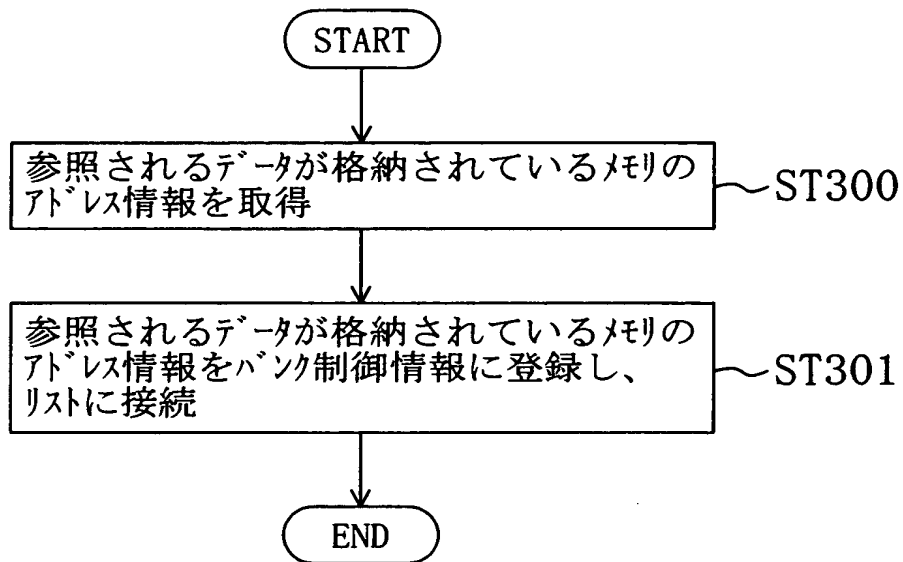 START
参照されるﾃﾞｰﾀが格納されているﾒﾓﾘの
ｱﾄﾞﾚｽ情報を取得
ST300
参照されるﾃﾞｰﾀが格納されているﾒﾓﾘの
ｱﾄﾞﾚｽ情報をﾊﾞﾝｸ制御情報に登録し、
ﾘｽﾄに接続
ST301
END